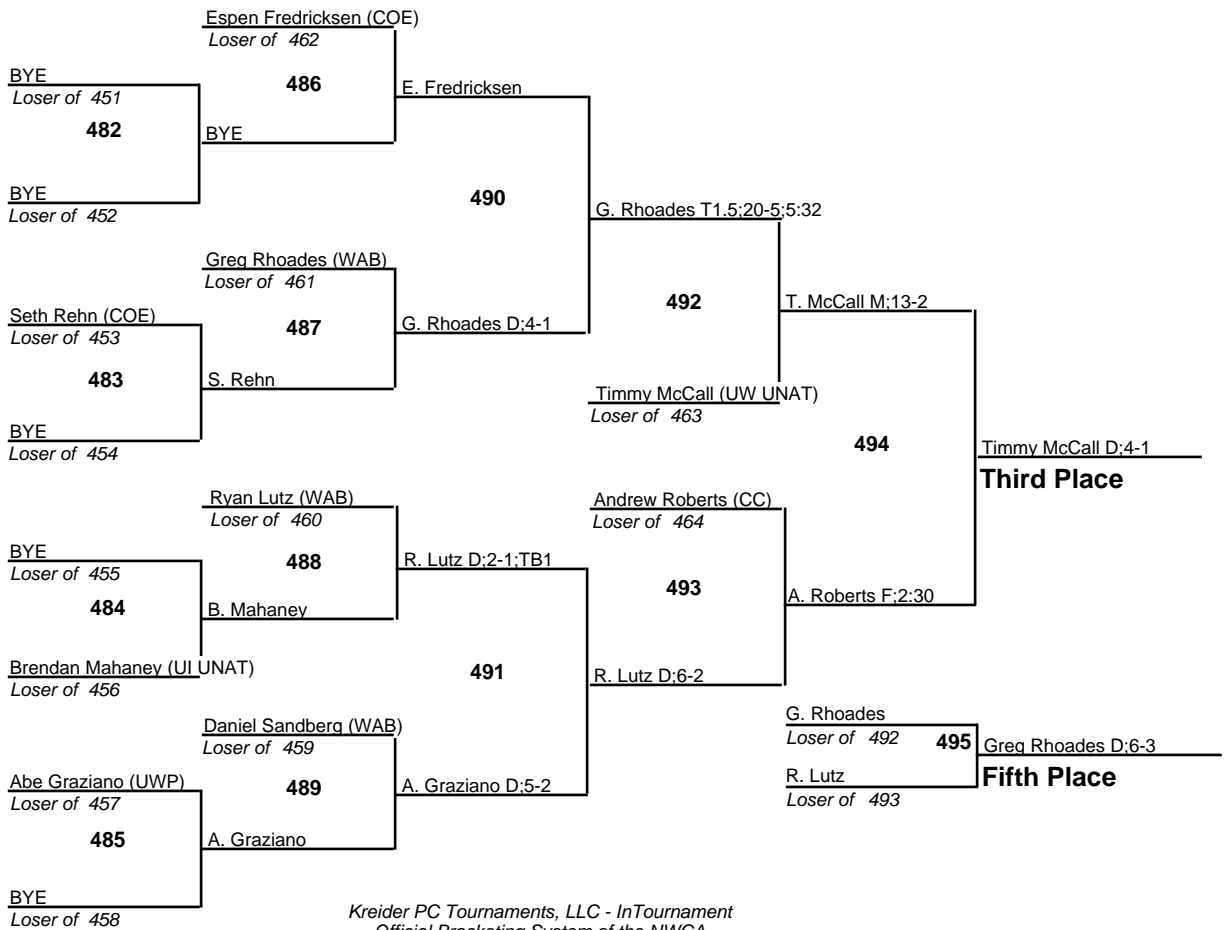 Espen Fredricksen (COE)
Loser of 462
BYE
Loser of 451
486
E. Fredricksen
482
BYE
BYE
Loser of 452
490
G. Rhoades T1.5;20-5;5:32
Greg Rhoades (WAB)
Loser of 461
Seth Rehn (COE)
Loser of 453
487
G. Rhoades D;4-1
492
T. McCall M;13-2
483
S. Rehn
Timmy McCall (UW UNAT)
Loser of 463
BYE
Loser of 454
494
Timmy McCall D;4-1
Third Place
Ryan Lutz (WAB)
Loser of 460
Andrew Roberts (CC)
Loser of 464
BYE
Loser of 455
488
R. Lutz D;2-1;TB1
493
484
B. Mahaney
A. Roberts F;2:30
Brendan Mahaney (UI UNAT)
Loser of 456
491
R. Lutz D;6-2
Daniel Sandberg (WAB)
Loser of 459
G. Rhoades
Loser of 492
495
Greg Rhoades D;6-3
Fifth Place
R. Lutz
Loser of 493
Abe Graziano (UWP)
Loser of 457
489
A. Graziano D;5-2
485
A. Graziano
BYE
Loser of 458
Kreider PC Tournaments, LLC - InTournament
Official Bracketing System of the NWCA